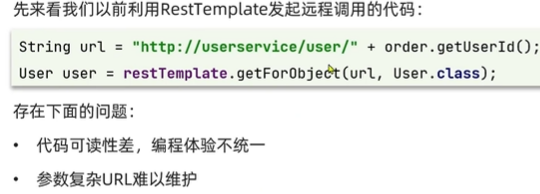 先来看我们以前利用RestTemplate发起远程调用的代码：
String url = "http://userservice/user/" + order.getUserId();
User user = restTemplate.getForObject(url, User.class);
存在下面的问题：
• 代码可读性差，编程体验不统一
• 参数复杂URL难以维护